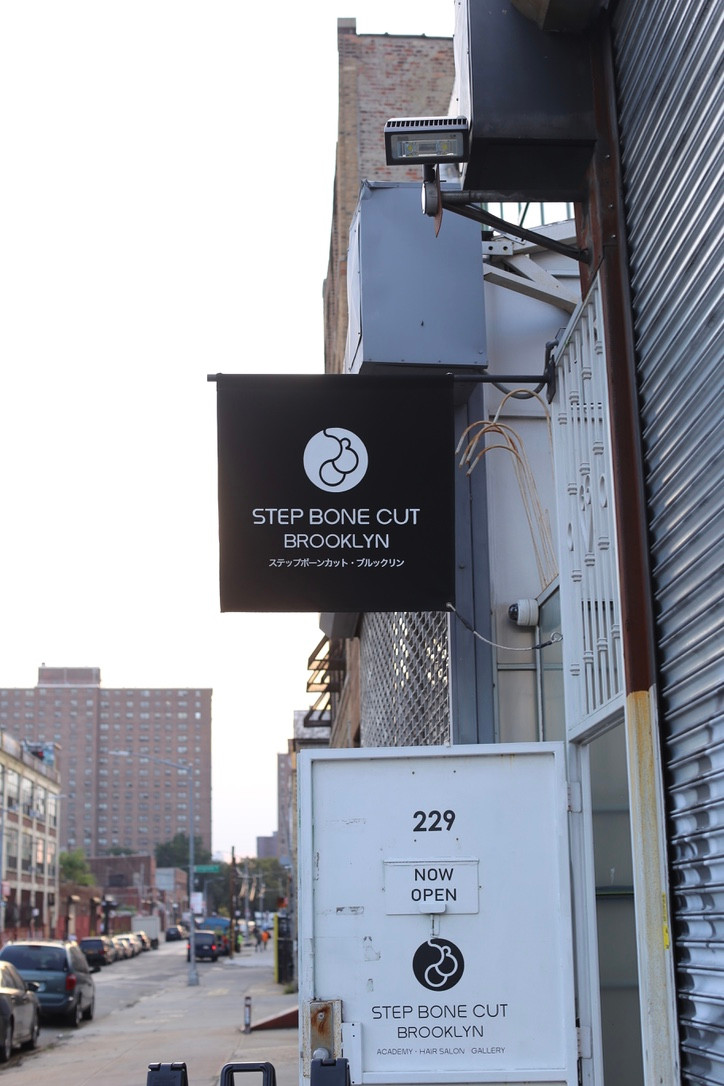 STEP BONE CUT
BROOKLYN
ステップボーンカット・ブルックリン
229
NOW
OPEN
STEP BONE CUT
BROOKLYN
ACADEMY · HAIR SALON GALLERY